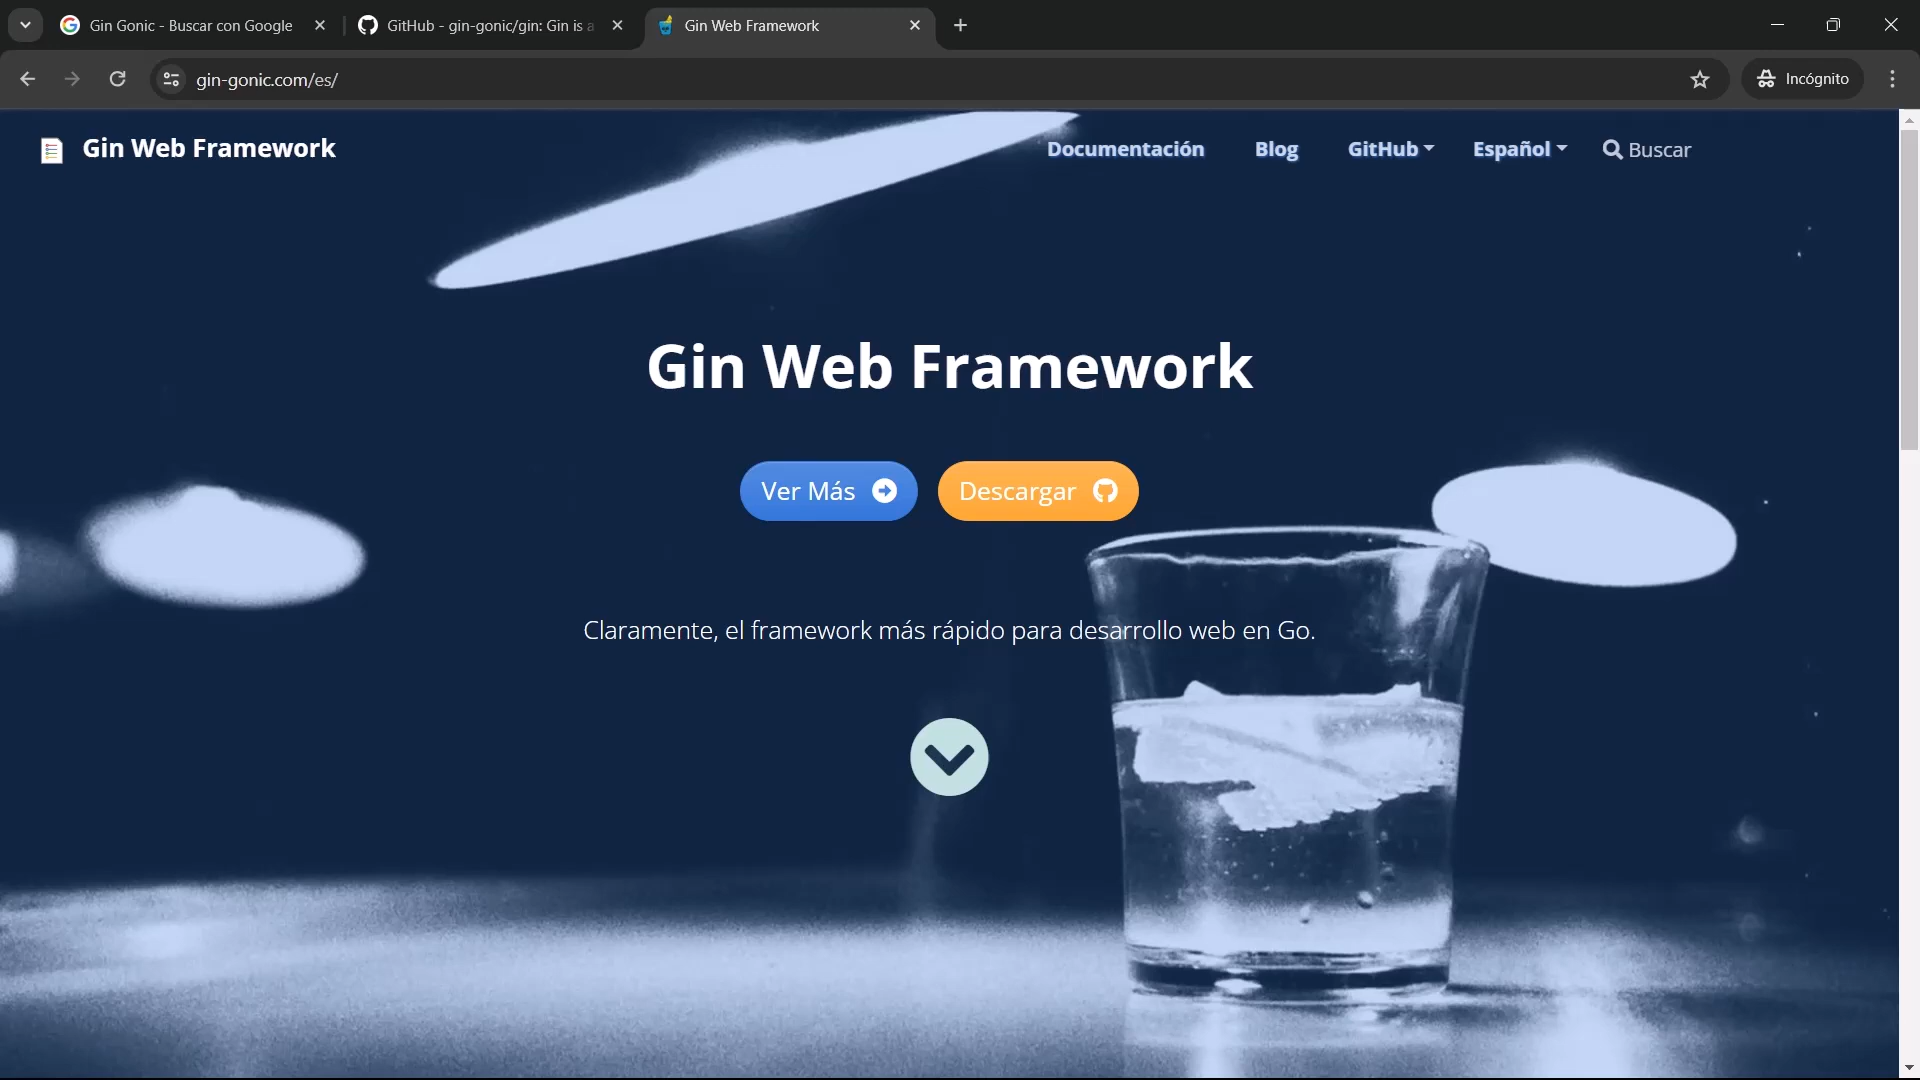 Gin Gonic - Buscar con Google
GitHub - gin-gonic/gin: Gin is a
Gin Web Framework
gin-gonic.com/es/
Incógnito
Gin Web Framework
Documentación
Blog
GitHub
Español
Buscar
Gin Web Framework
Ver Más
Descargar
Claramente, el framework más rápido para desarrollo web en Go.